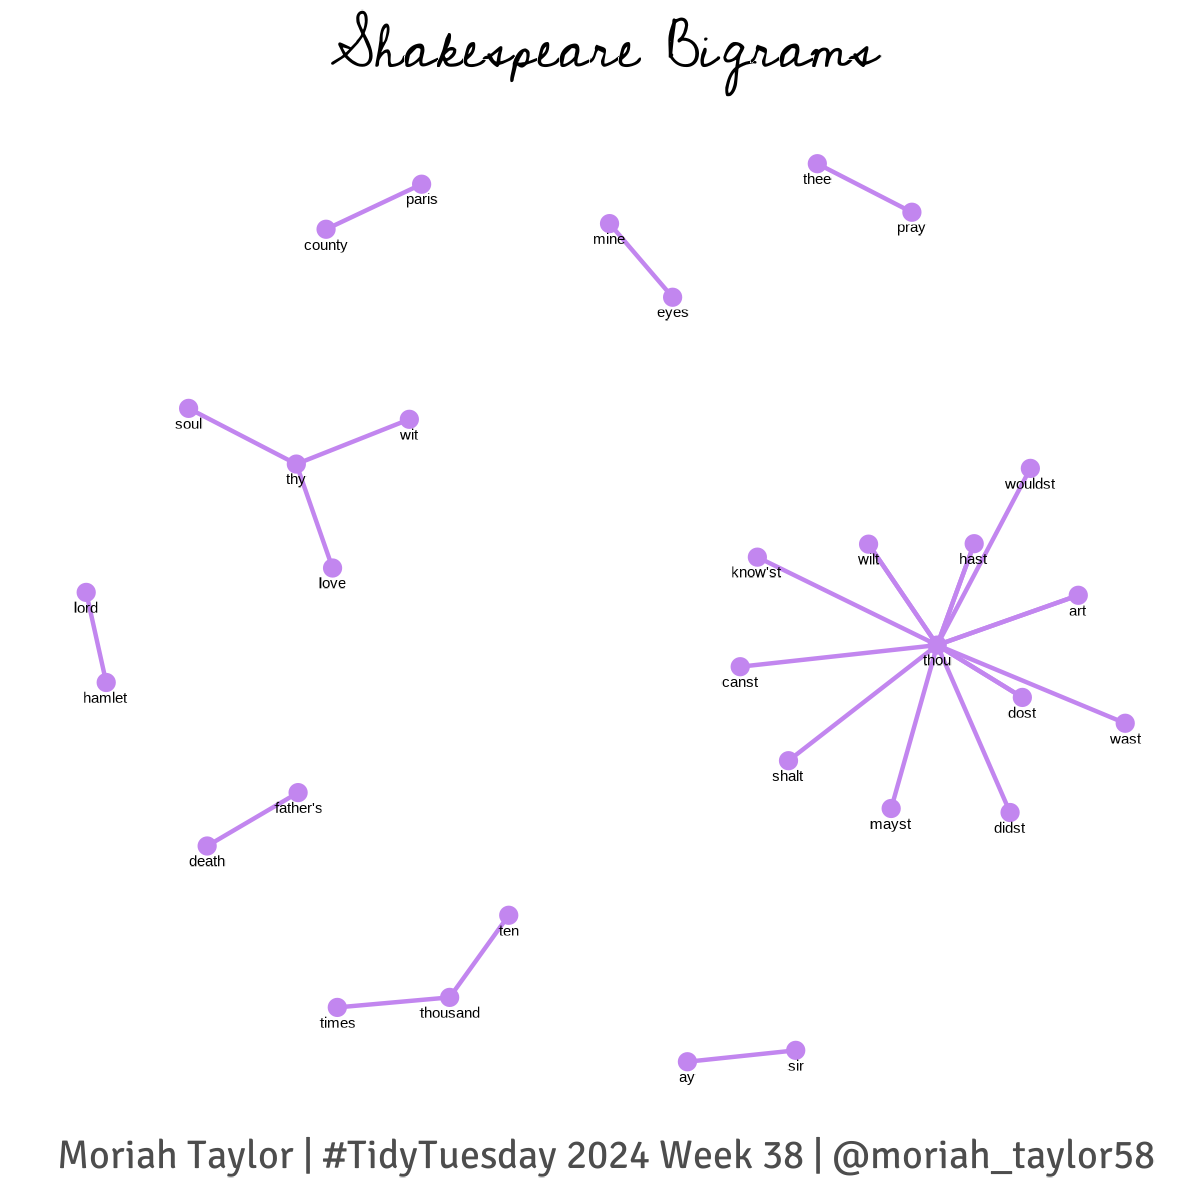 Shakespeare Bigrams
thee
paris
pray
mine
county
eyes
soul
wit
thy
wouldst
hast
wilt
know'st
love
lord
art
thou
canst
hamlet
dost
wast
shalt
father's
mayst
didst
death
ten
thousand
times
sir
ay
Moriah Taylor | #TidyTuesday 2024 Week 38 | @moriah_taylor58